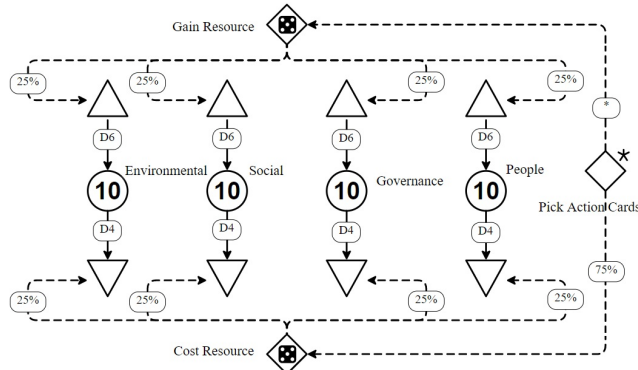 Gain Resource
25%
25%
25%
25%
*
D6
D6
D6
D6
*
Environmental
Social
Governance
People
10
10
10
10
Pick Action Cards
D4
D4
D4
D4
75%
25%
25%
25%
25%
Cost Resource